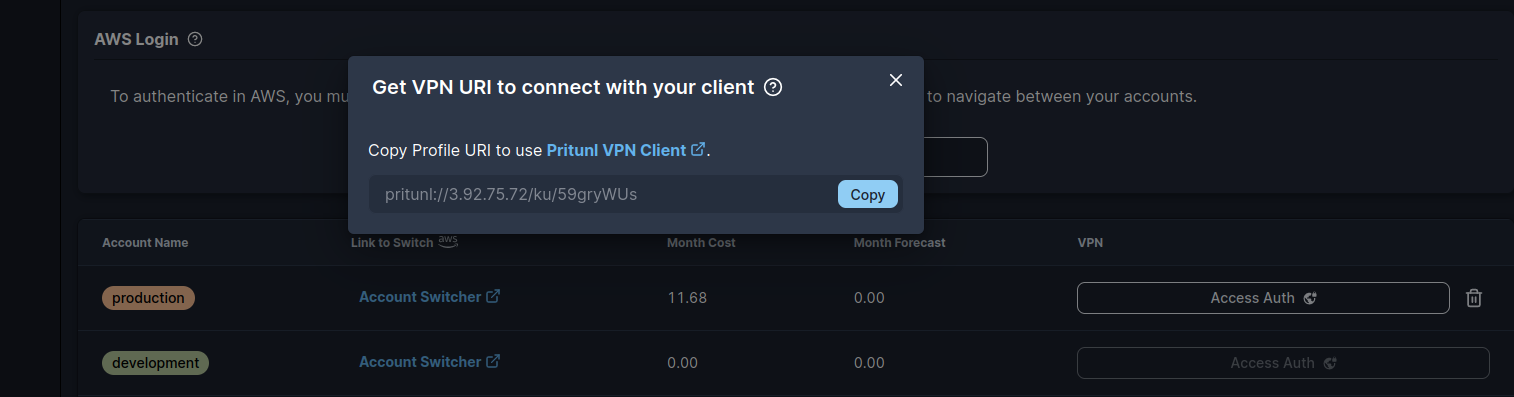 AWS Login
To authenticate in AWS, you mu
to navigate between your accounts.
Get VPN URI to connect with your client
Copy Profile URI to use Pritunl VPN Client.
pritunl://3.92.75.72/ku/59gryWUs
Copy
Account Name Link to Switch aws Month Cost Month Forecast VPN
production Account Switcher 11.68 0.00 Access Auth
development Account Switcher 0.00 0.00 Access Auth